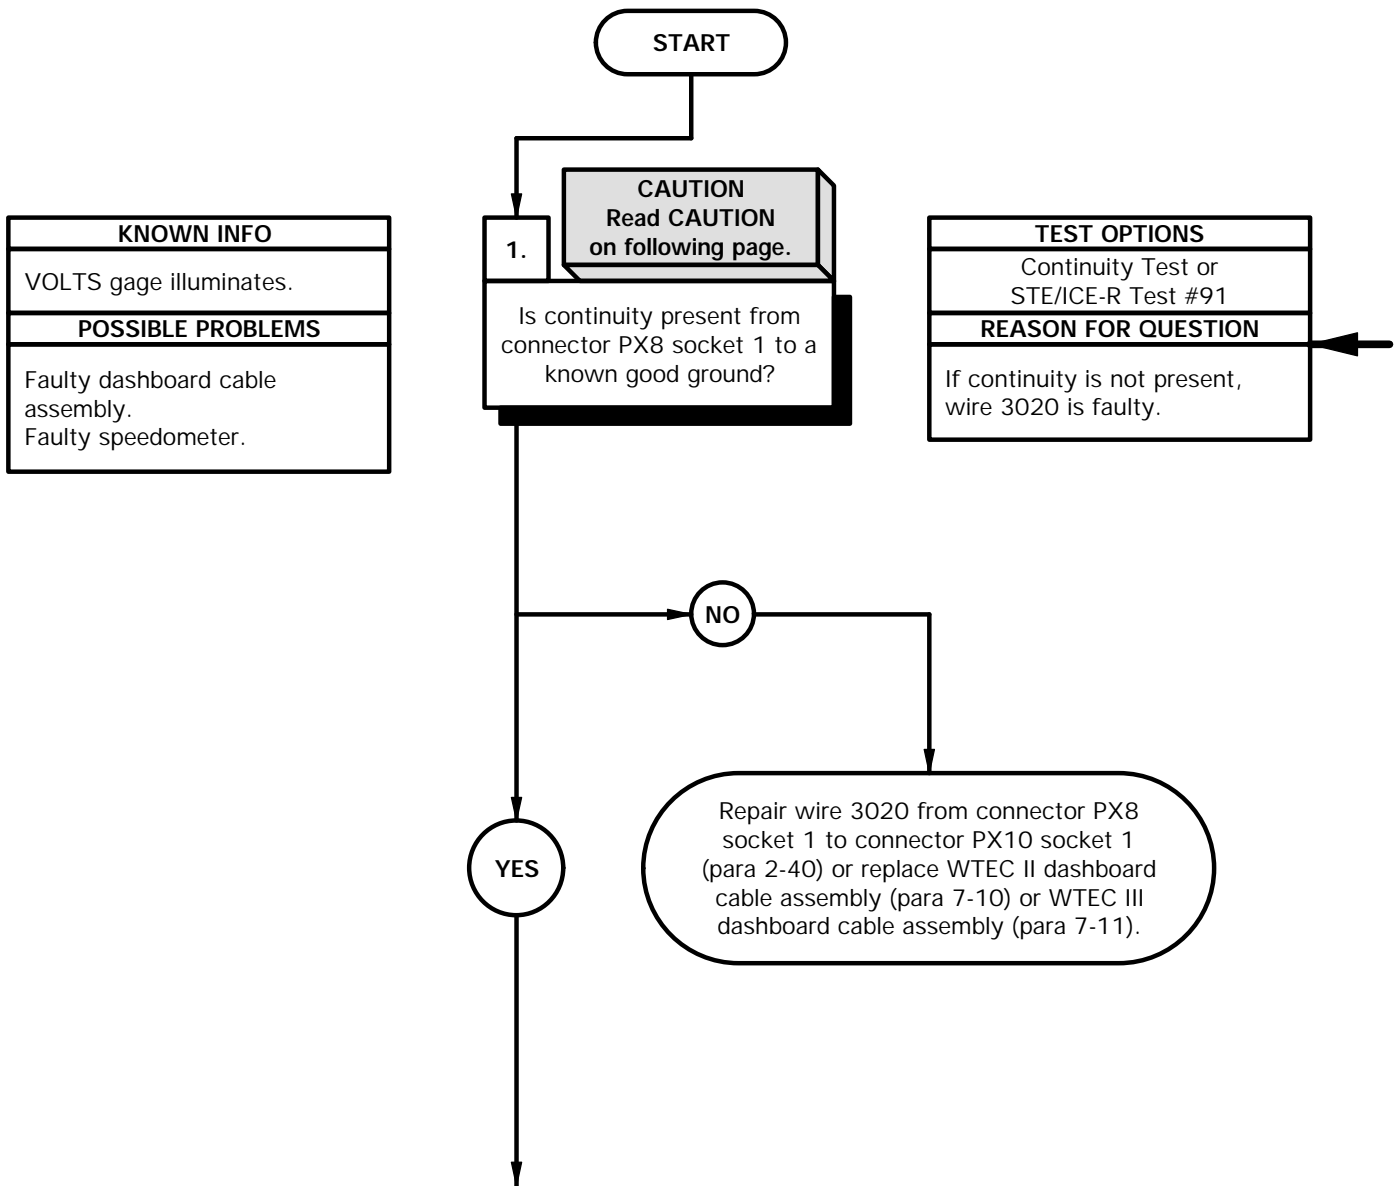 START
CAUTION
Read CAUTION
on following page.
1.
Is continuity present from
connector PX8 socket 1 to a
known good ground?
KNOWN INFO
VOLTS gage illuminates.
POSSIBLE PROBLEMS
Faulty dashboard cable
assembly.
Faulty speedometer.
TEST OPTIONS
Continuity Test or
STE/ICE-R Test #91
REASON FOR QUESTION
If continuity is not present,
wire 3020 is faulty.
NO
YES
Repair wire 3020 from connector PX8
socket 1 to connector PX10 socket 1
(para 2-40) or replace WTEC II dashboard
cable assembly (para 7-10) or WTEC III
dashboard cable assembly (para 7-11).